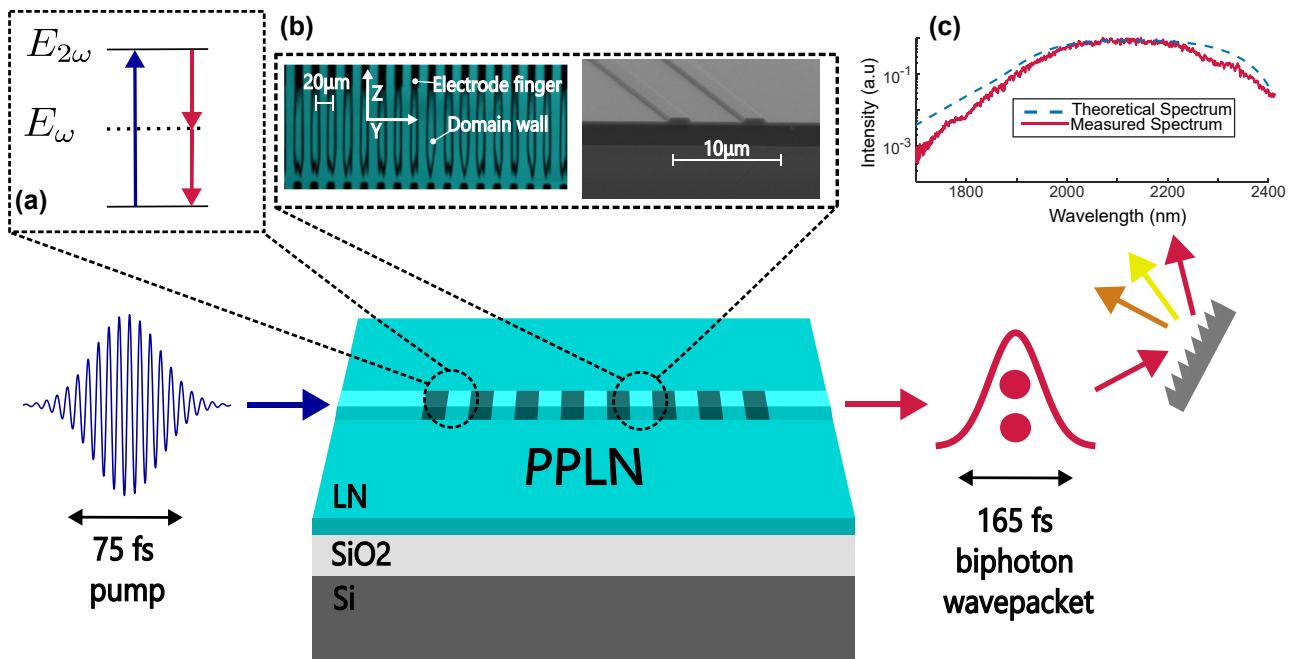 (a)
E2ω
Eω
(b)
20μm
Z
Y
Electrode finger
Domain wall
10μm
(c)
Intensity (a.u)
10-1
10-3
Theoretical Spectrum
Measured Spectrum
1800
2000
2200
2400
Wavelength (nm)
75 fs
pump
PPLN
LN
SiO2
Si
165 fs
biphoton
wavepacket